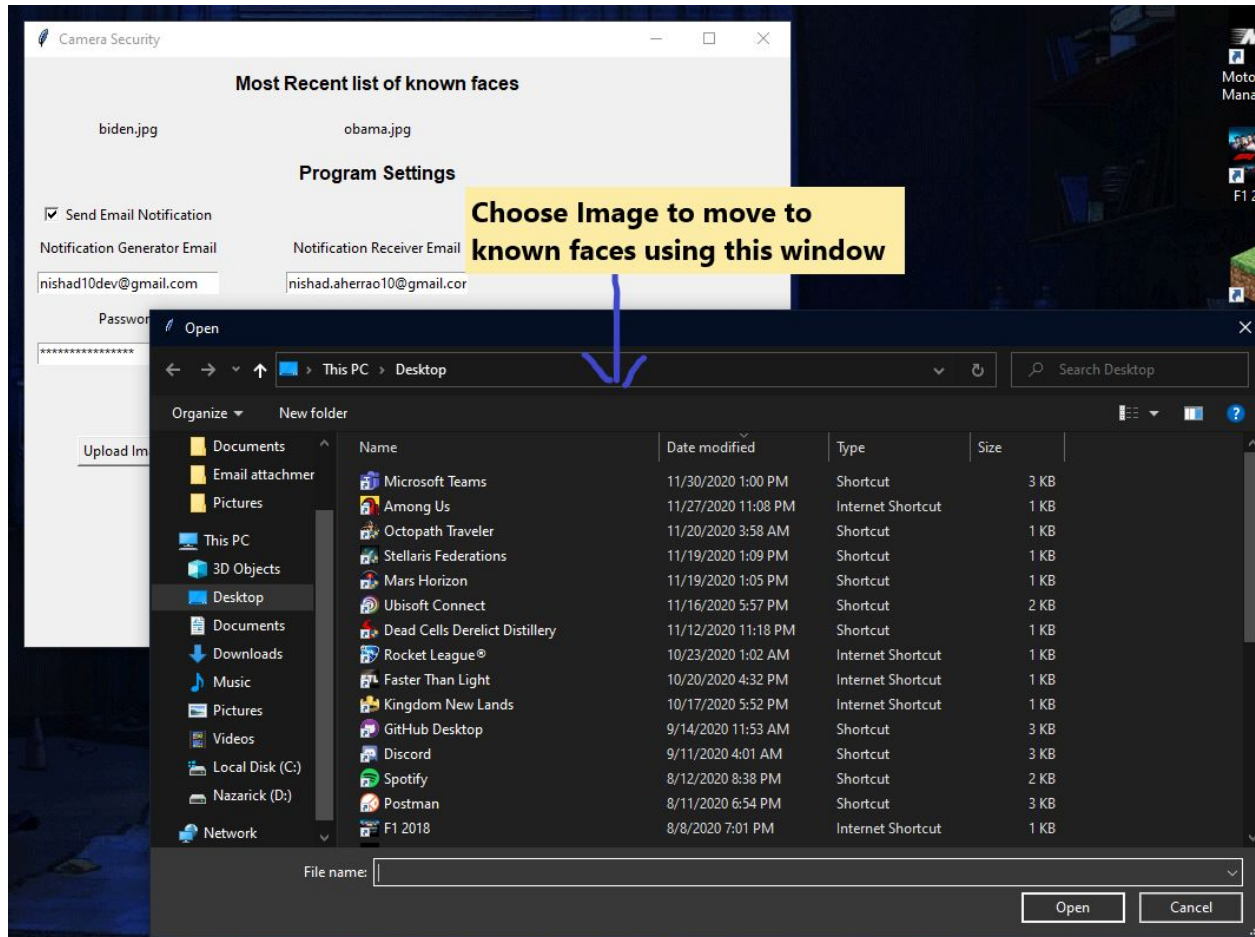 Camera Security
Most Recent list of known faces
biden.jpg obama.jpg
Program Settings
Send Email Notification
Notification Generator Email Notification Receiver Email
nishad10dev@gmail.com nishad.aherrao10@gmail.cor
Passwor
****************
Upload Im
Choose Image to move to
known faces using this window
Open
This PC > Desktop
Search Desktop
Organize New folder
Documents
Email attachmer
Pictures
This PC
3D Objects
Desktop
Documents
Downloads
Music
Pictures
Videos
Local Disk (C:)
Nazarick (D:)
Network
Name Date modified Type Size
Microsoft Teams 11/30/2020 1:00 PM Shortcut 3 KB
Among Us 11/27/2020 11:08 PM Internet Shortcut 1 KB
Octopath Traveler 11/20/2020 3:58 AM Shortcut 1 KB
Stellaris Federations 11/19/2020 1:09 PM Shortcut 1 KB
Mars Horizon 11/19/2020 1:05 PM Shortcut 1 KB
Ubisoft Connect 11/16/2020 5:57 PM Shortcut 2 KB
Dead Cells Derelict Distillery 11/12/2020 11:18 PM Shortcut 1 KB
Rocket League® 10/23/2020 1:02 AM Internet Shortcut 1 KB
Faster Than Light 10/20/2020 4:32 PM Internet Shortcut 1 KB
Kingdom New Lands 10/17/2020 5:52 PM Internet Shortcut 1 KB
GitHub Desktop 9/14/2020 11:53 AM Shortcut 3 KB
Discord 9/11/2020 4:01 AM Shortcut 3 KB
Spotify 8/12/2020 8:38 PM Shortcut 2 KB
Postman 8/11/2020 6:54 PM Shortcut 3 KB
F1 2018 8/8/2020 7:01 PM Internet Shortcut 1 KB
File name:
Open Cancel
Moto
Mana
F1 2